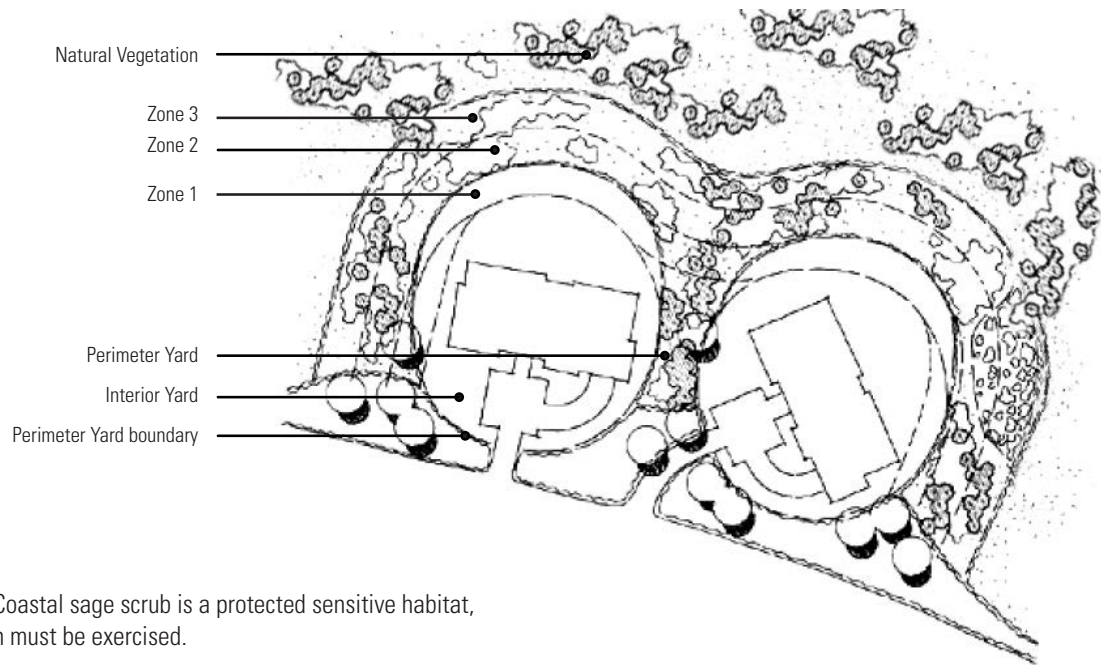 Natural Vegetation
Zone 3
Zone 2
Zone 1
Perimeter Yard
Interior Yard
Perimeter Yard boundary
Coastal sage scrub is a protected sensitive habitat,
must be exercised.